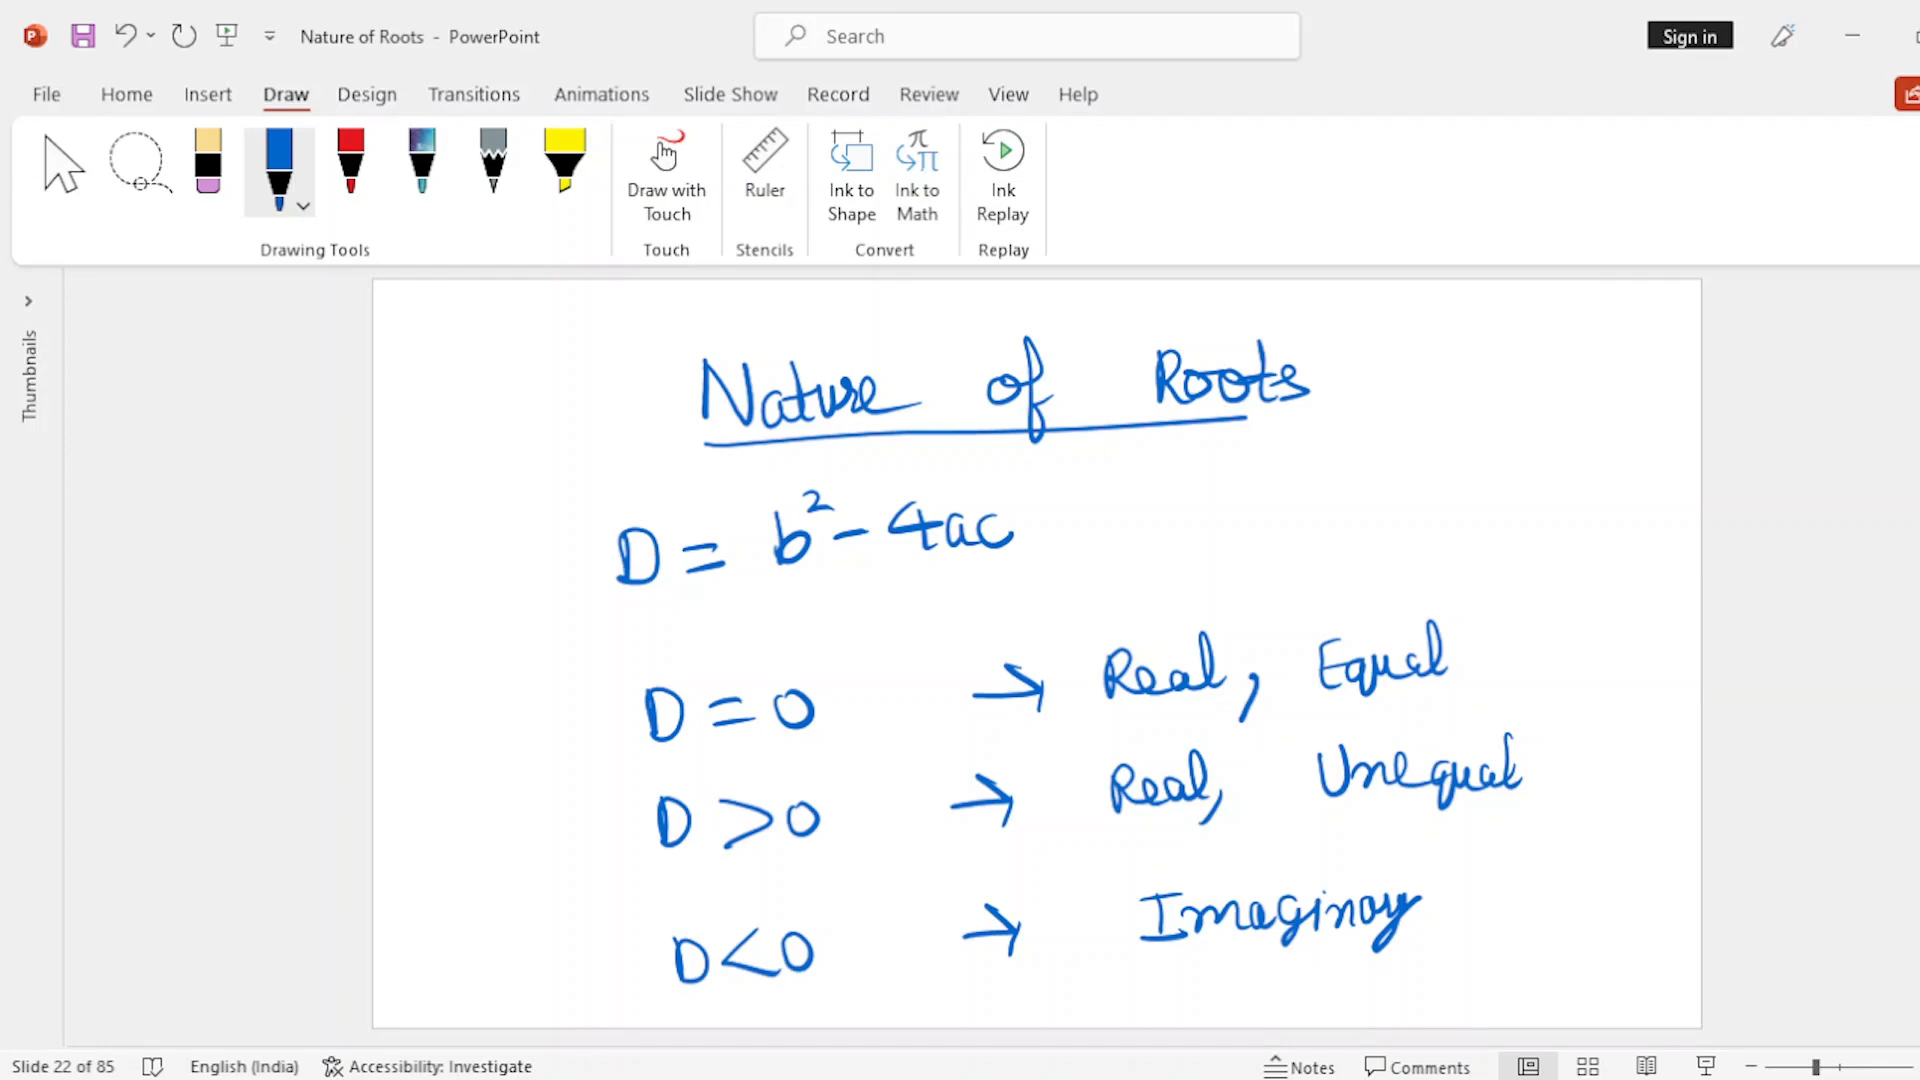 Nature of Roots - PowerPoint
Search
Sign in
File Home Insert Draw Design Transitions Animations Slide Show Record Review View Help
Draw with Touch
Ruler
Ink to Shape
Ink to Math
Ink Replay
Drawing Tools Touch Stencils Convert Replay
Thumbnails
Nature of Roots
D = b² - 4ac
D = 0 → Real, Equal
D > 0 → Real, Unequal
D < 0 → Imaginary
Slide 22 of 85 English (India) Accessibility: Investigate Notes Comments